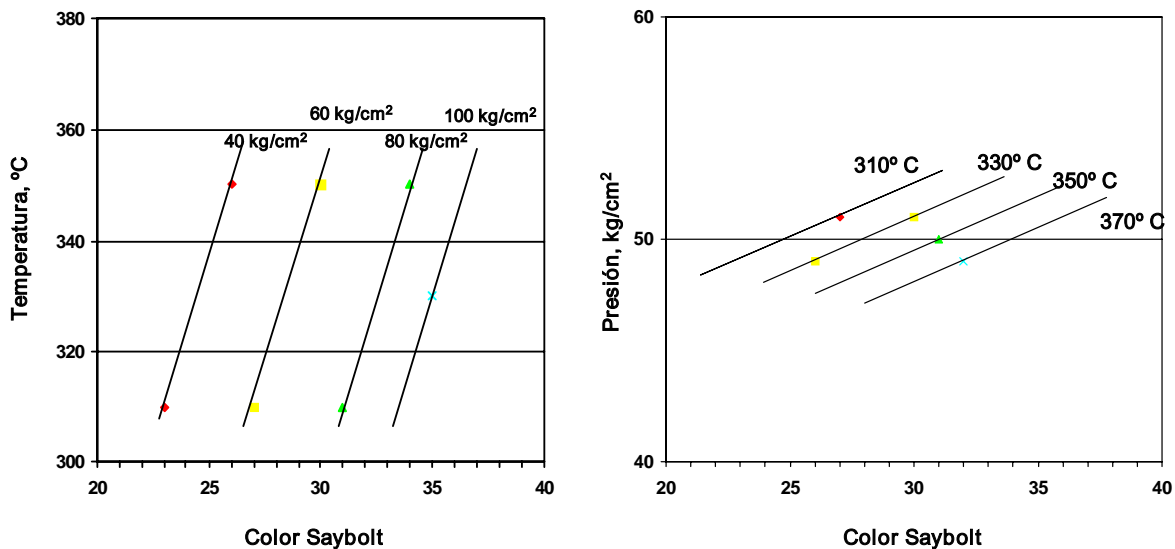 380
360
340
320
300
Temperatura, ºC
40 kg/cm²
60 kg/cm²
80 kg/cm²
100 kg/cm²
20 25 30 35 40
Color Saybolt
60
50
40
Presión, kg/cm²
310º C
330º C
350º C
370º C
20 25 30 35 40
Color Saybolt